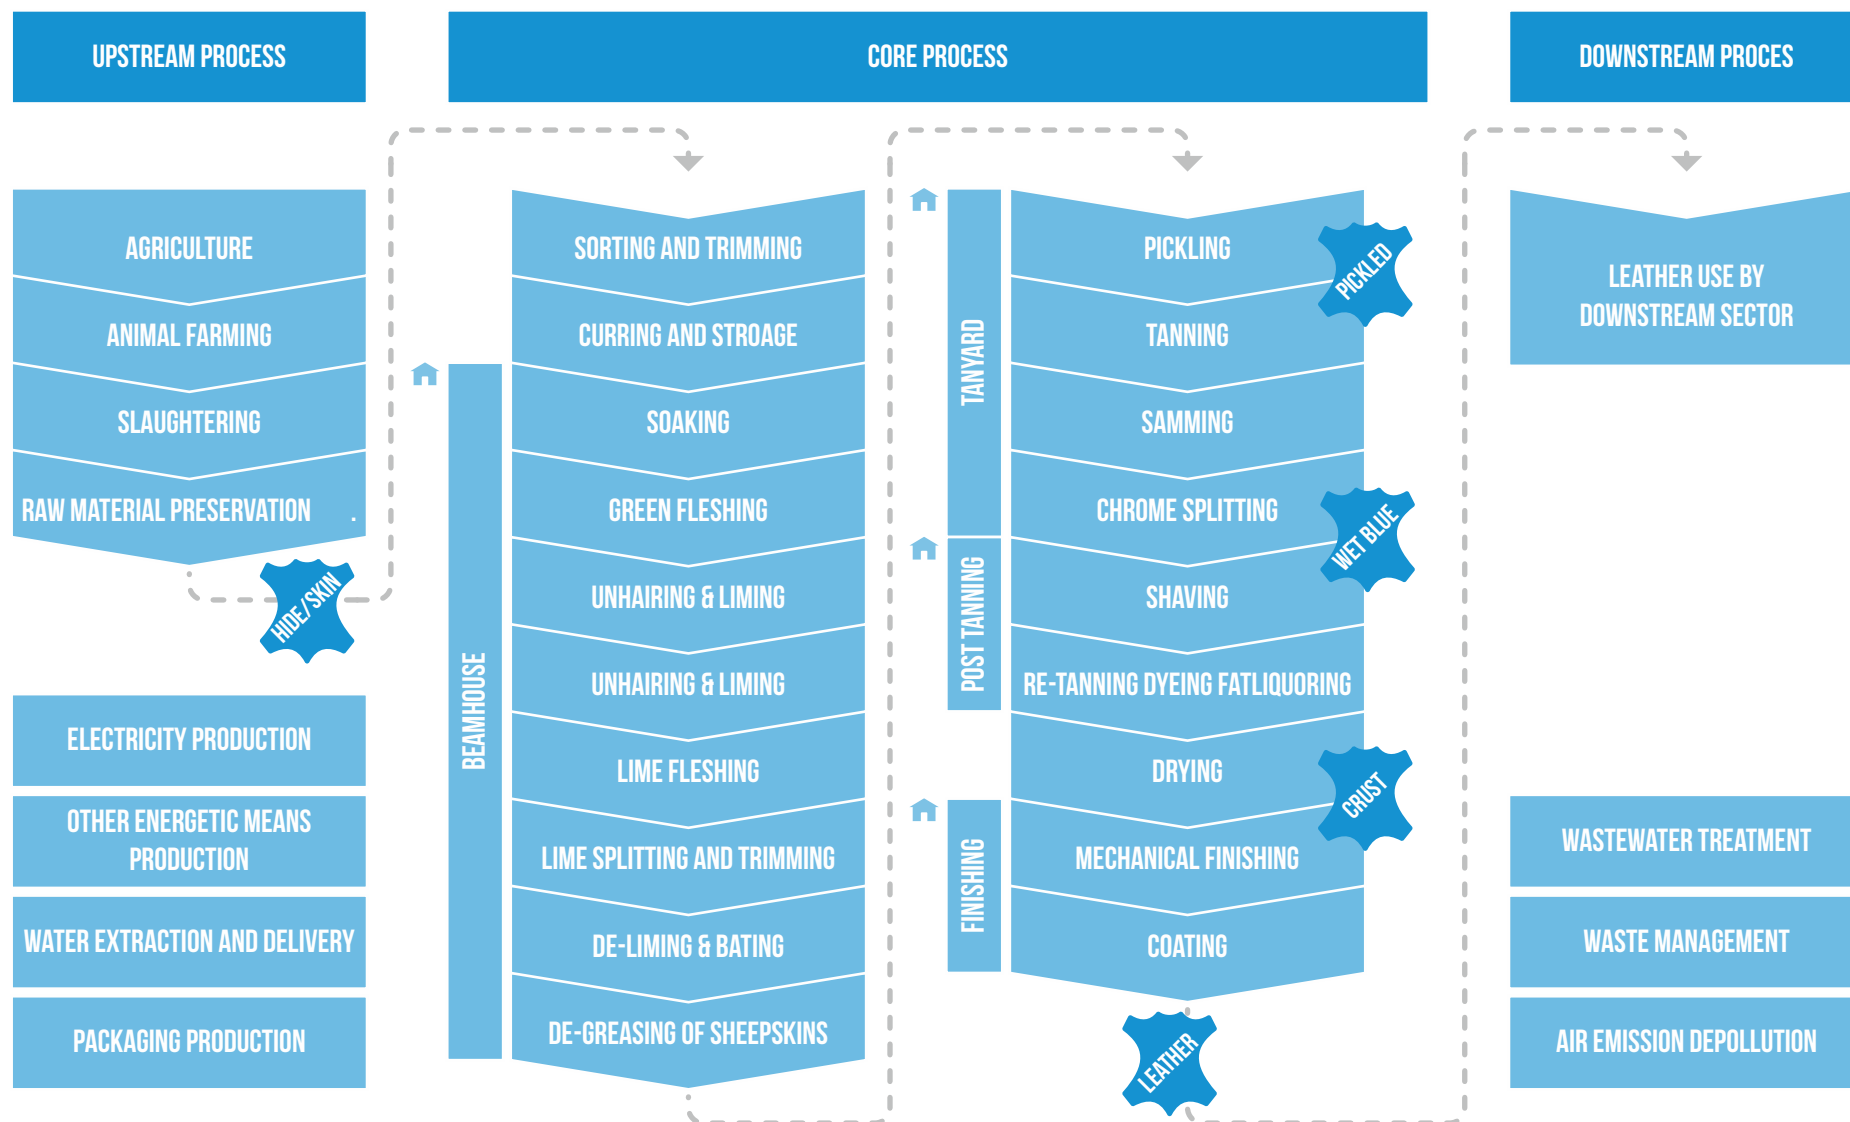 UPSTREAM PROCESS
CORE PROCESS
DOWNSTREAM PROCES
AGRICULTURE
ANIMAL FARMING
SLAUGHTERING
RAW MATERIAL PRESERVATION .
HIDE/SKIN
ELECTRICITY PRODUCTION
OTHER ENERGETIC MEANS
PRODUCTION
WATER EXTRACTION AND DELIVERY
PACKAGING PRODUCTION
BEAMHOUSE
SORTING AND TRIMMING
CURRING AND STROAGE
SOAKING
GREEN FLESHING
UNHAIRING & LIMING
UNHAIRING & LIMING
LIME FLESHING
LIME SPLITTING AND TRIMMING
DE-LIMING & BATING
DE-GREASING OF SHEEPSKINS
TANYARD
POST TANNING
FINISHING
PICKLING
PICKLED
TANNING
SAMMING
CHROME SPLITTING
WET BLUE
SHAVING
RE-TANNING DYEING FATLIQUORING
DRYING
CRUST
MECHANICAL FINISHING
COATING
LEATHER
LEATHER USE BY
DOWNSTREAM SECTOR
WASTEWATER TREATMENT
WASTE MANAGEMENT
AIR EMISSION DEPOLLUTION